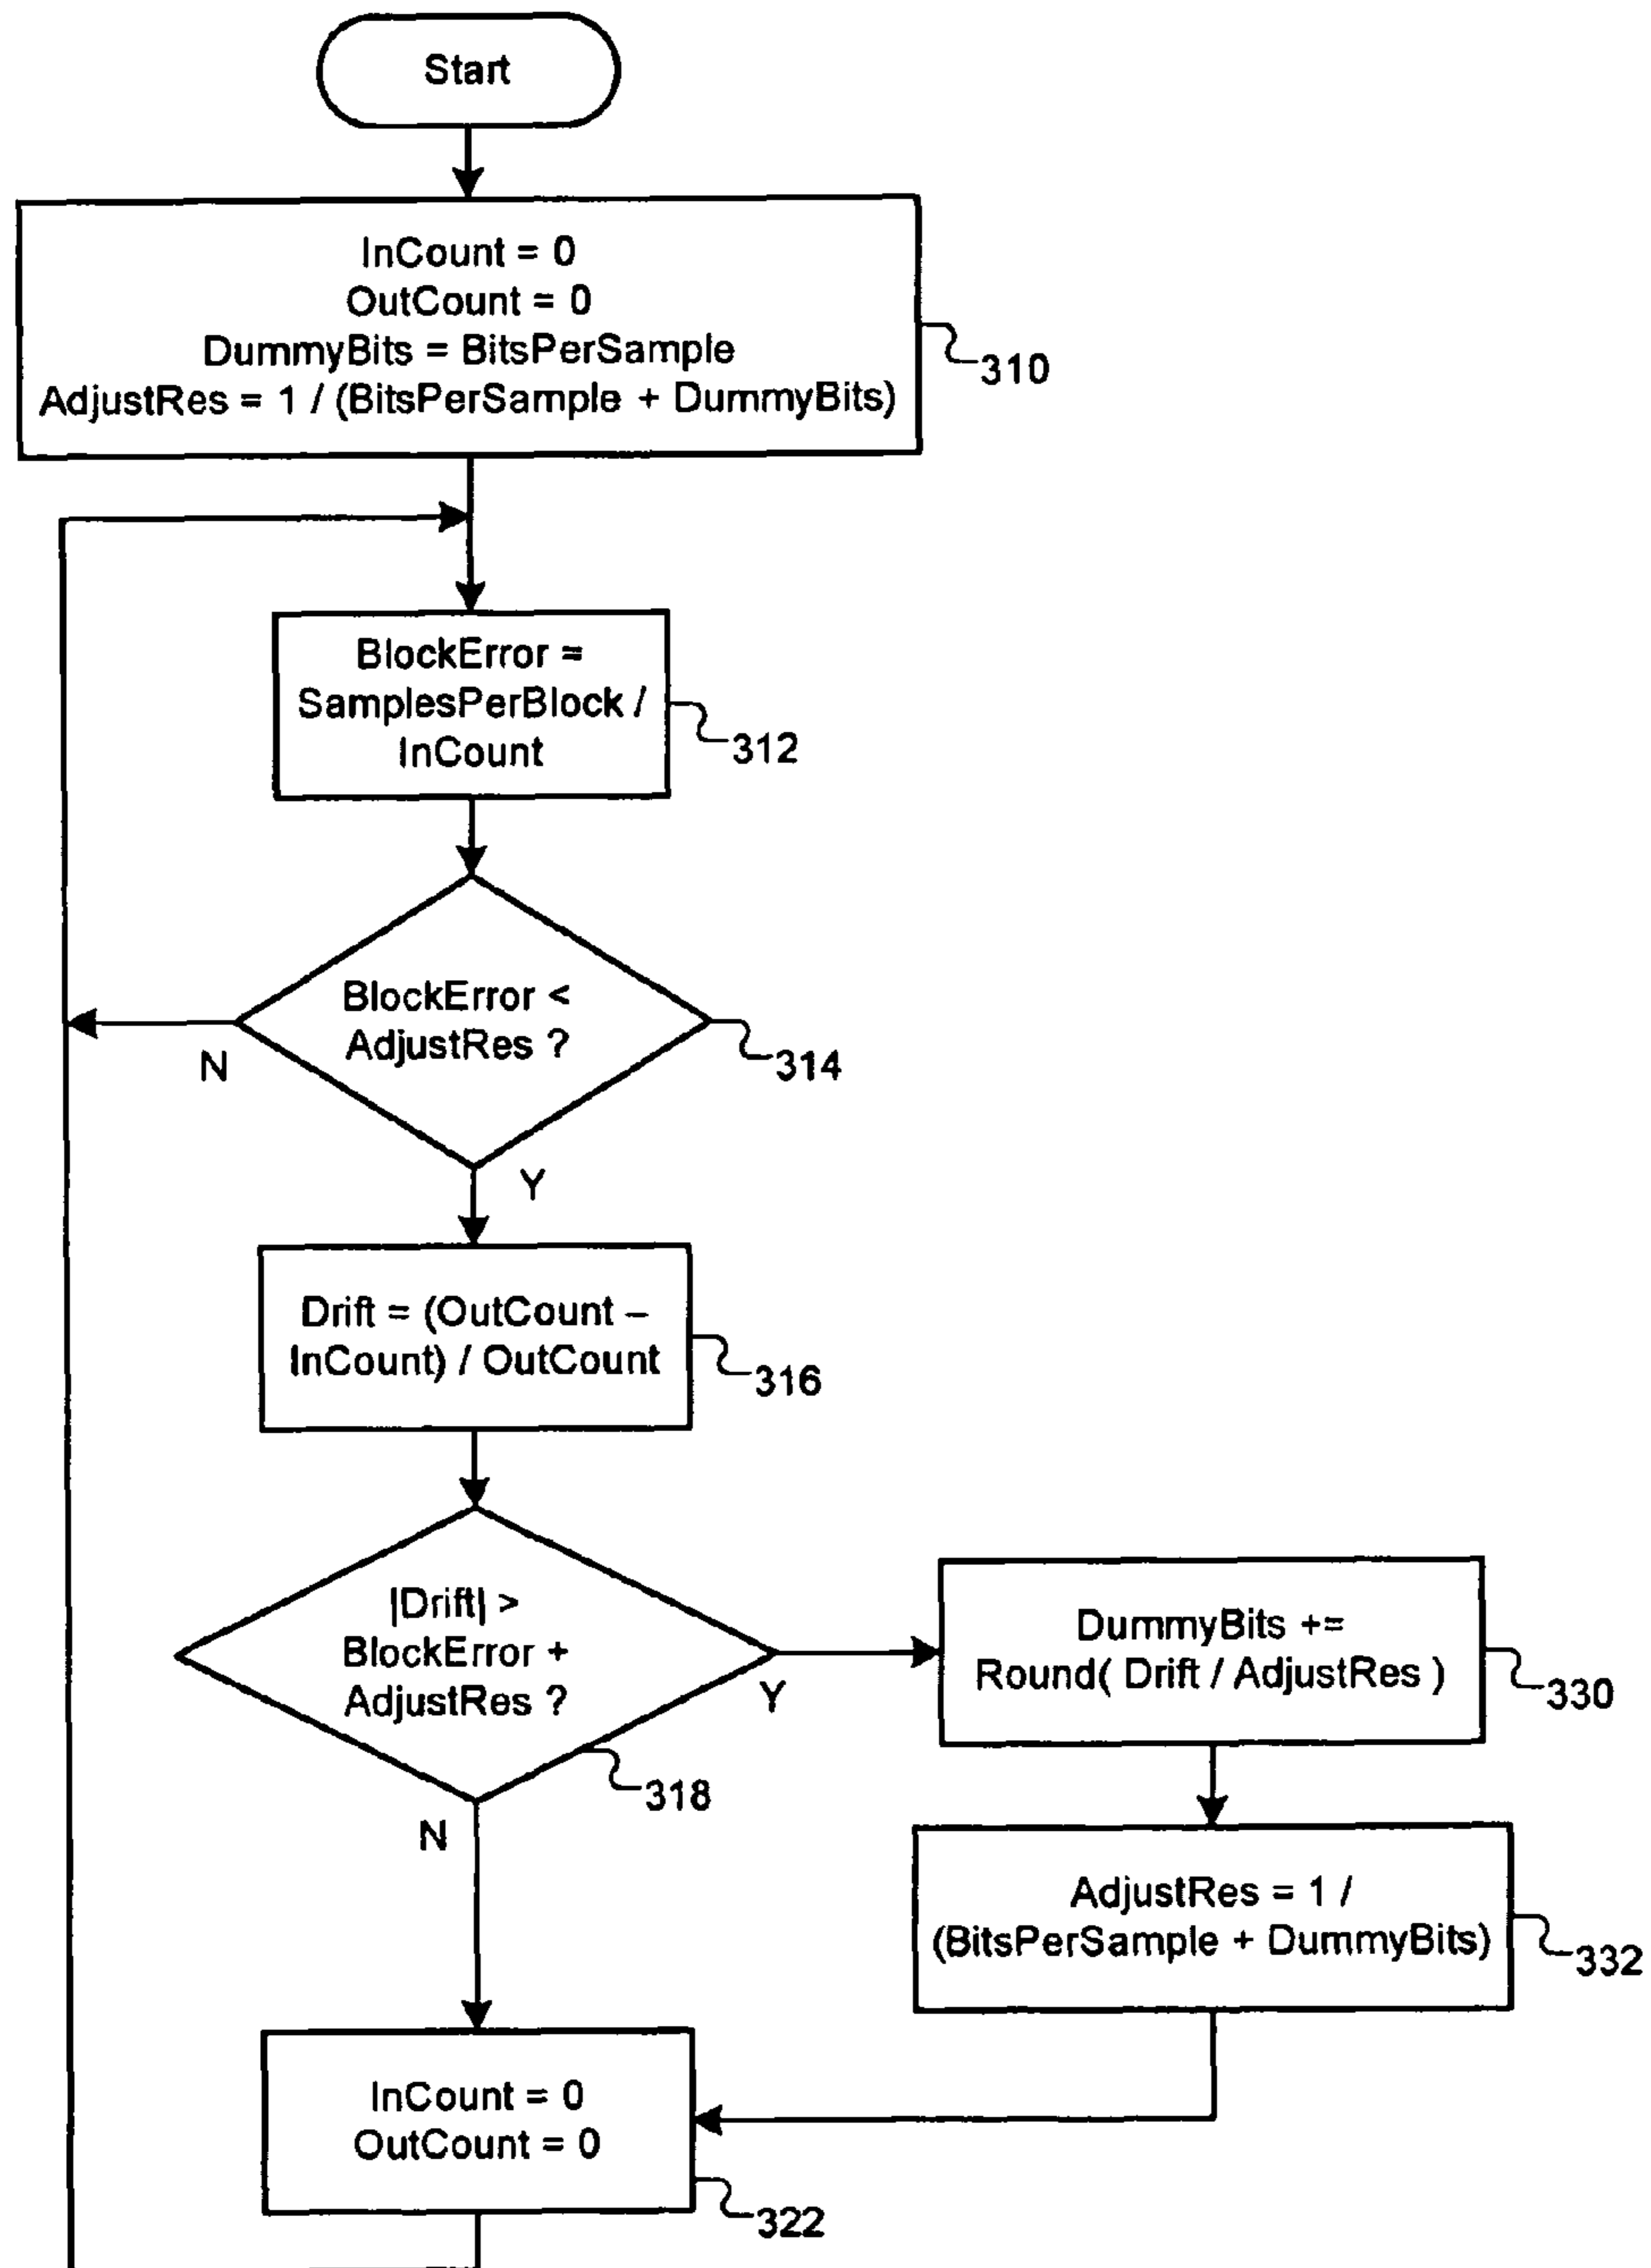 Start
InCount = 0
OutCount = 0
DummyBits = BitsPerSample
AdjustRes = 1 / (BitsPerSample + DummyBits)
310
BlockError =
SamplesPerBlock /
InCount
312
BlockError <
AdjustRes ?
314
N
Y
Drift = (OutCount –
InCount) / OutCount
316
|Drift| >
BlockError +
AdjustRes ?
318
Y
N
DummyBits +=
Round( Drift / AdjustRes )
330
AdjustRes = 1 /
(BitsPerSample + DummyBits)
332
InCount = 0
OutCount = 0
322